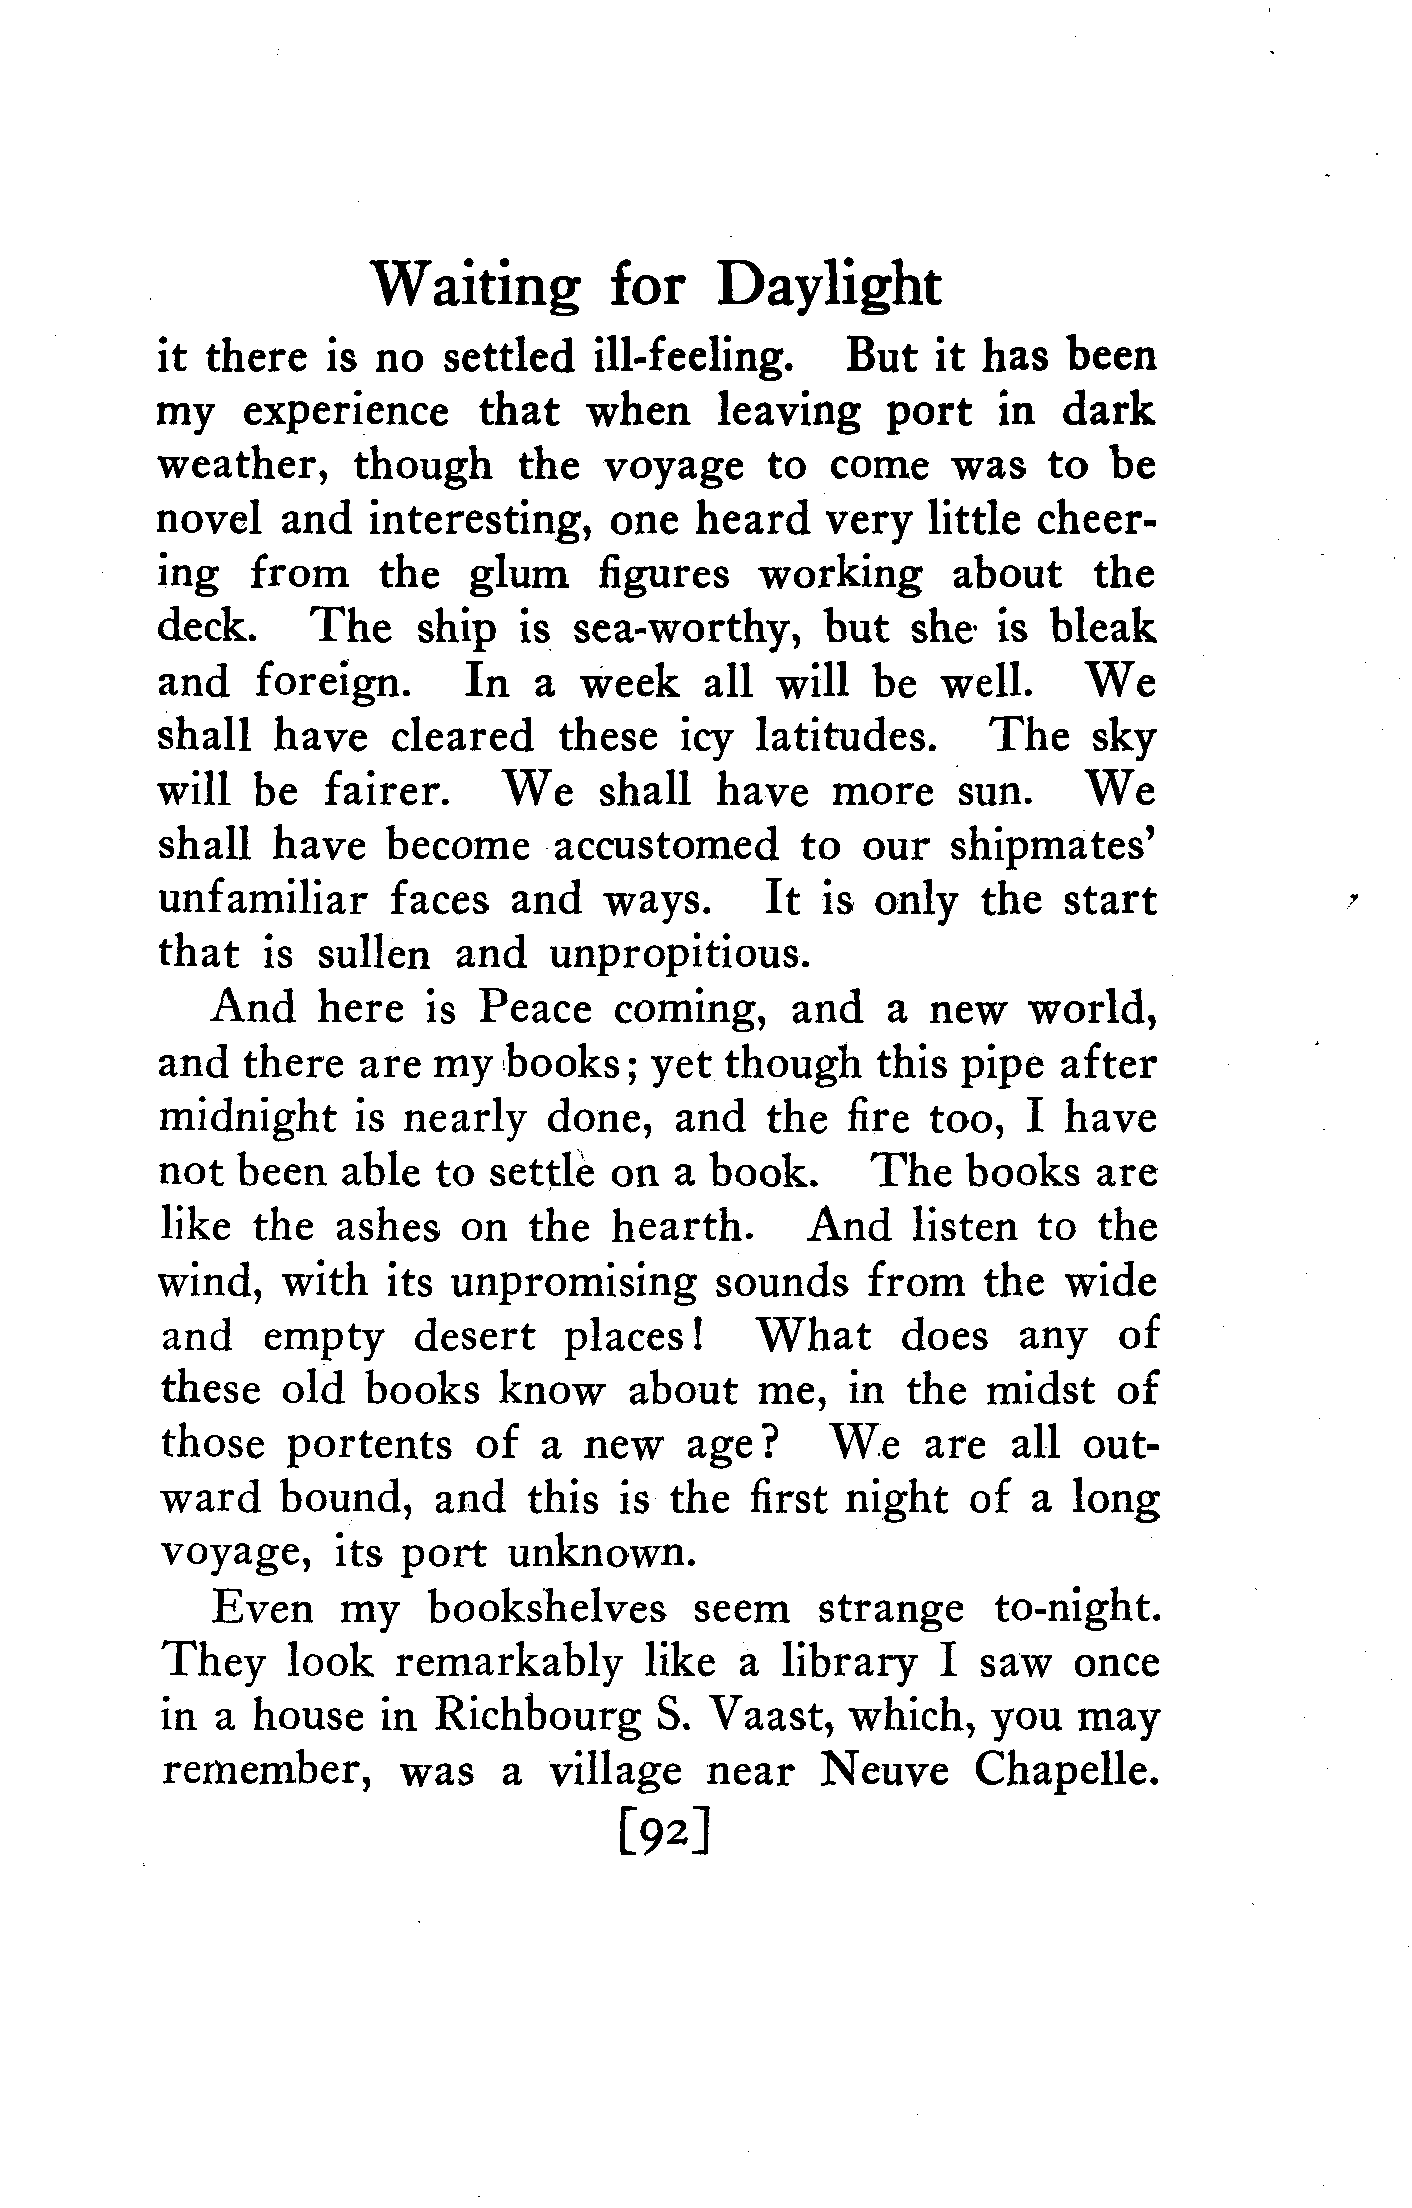 Waiting for Daylight
it there is no settled ill-feeling. But it has been
my experience that when leaving port in dark
weather, though the voyage to come was to be
novel and interesting, one heard very little cheer-
ing from the glum figures working about the
deck. The ship is sea-worthy, but she is bleak
and foreign. In a week all will be well. We
shall have cleared these icy latitudes. The sky
will be fairer. We shall have more sun. We
shall have become accustomed to our shipmates’
unfamiliar faces and ways. It is only the start
that is sullen and unpropitious.
And here is Peace coming, and a new world,
and there are my books; yet though this pipe after
midnight is nearly done, and the fire too, I have
not been able to settle on a book. The books are
like the ashes on the hearth. And listen to the
wind, with its unpromising sounds from the wide
and empty desert places! What does any of
these old books know about me, in the midst of
those portents of a new age? We are all out-
ward bound, and this is the first night of a long
voyage, its port unknown.
Even my bookshelves seem strange to-night.
They look remarkably like a library I saw once
in a house in Richbourg S. Vaast, which, you may
remember, was a village near Neuve Chapelle.
[92]